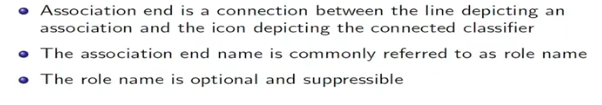 Association end is a connection between the line depicting an
association and the icon depicting the connected classifier
The association end name is commonly referred to as role name
The role name is optional and suppressible